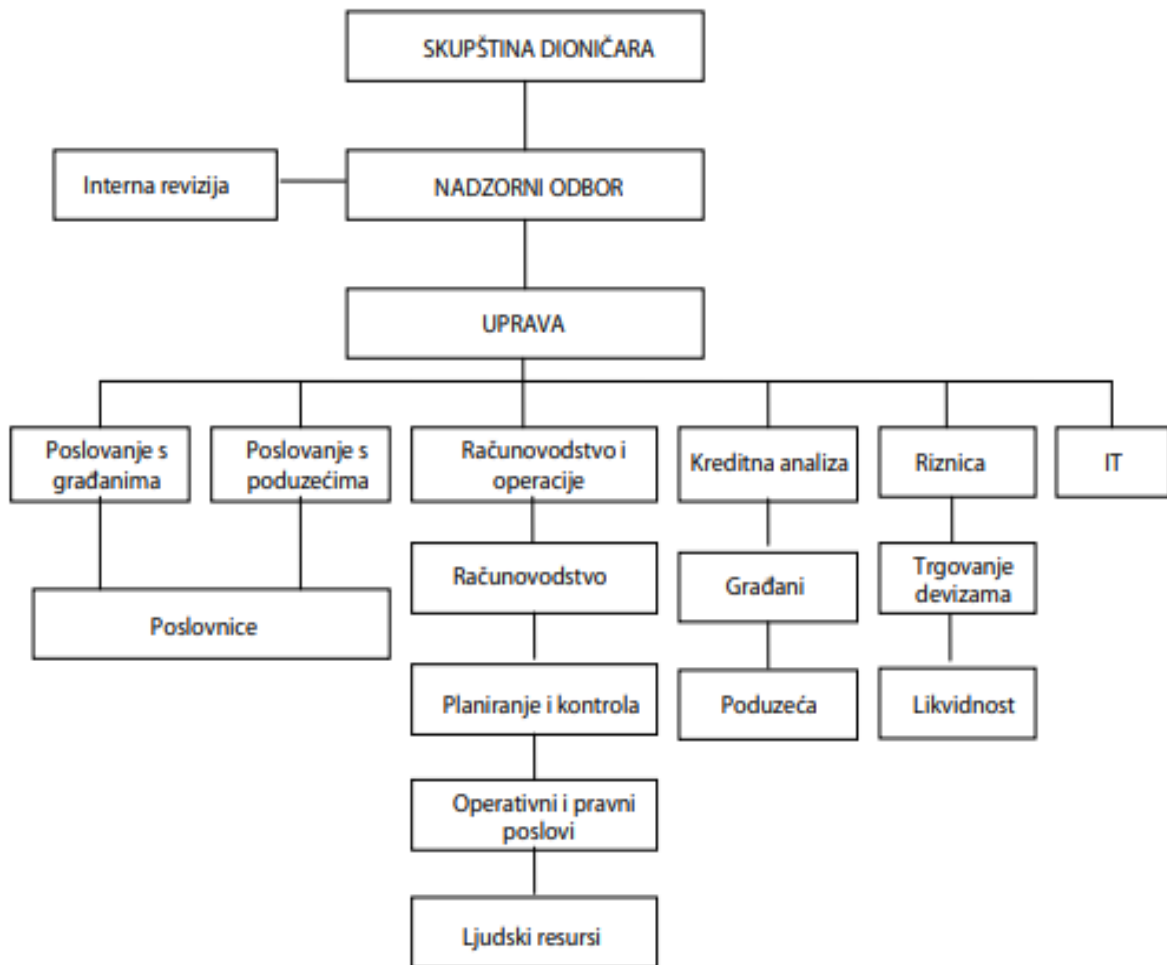 SKUPŠTINA DIONIČARA
Interna revizija
NADZORNI ODBOR
UPRAVA
Poslovanje s
građanima
Poslovanje s
poduzećima
Računovodstvo i
operacije
Kreditna analiza
Riznica
IT
Poslovnice
Računovodstvo
Planiranje i kontrola
Operativni i pravni
poslovi
Ljudski resursi
Građani
Poduzeća
Trgovanje
devizama
Likvidnost